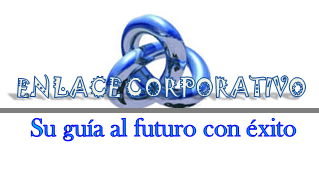 ENLACE CORPORATIVO
Su guía al futuro con éxito